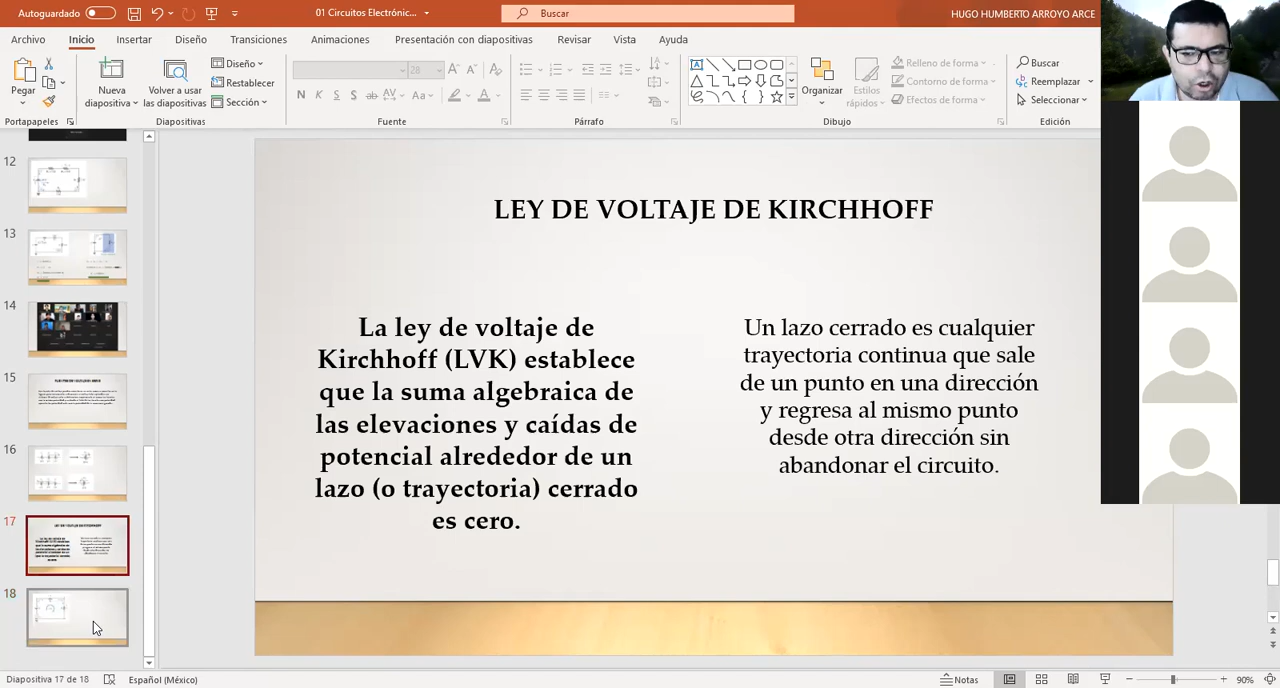 Autoguardado
01 Circuitos Electrónic...
Buscar
HUGO HUMBERTO ARROYO ARCE
Archivo
Inicio
Insertar
Diseño
Transiciones
Animaciones
Presentación con diapositivas
Revisar
Vista
Ayuda
Pegar
Nueva
diapositiva
Volver a usar
las diapositivas
Diseño
Restablecer
Sección
28
N K S S ab AV Aa A
Organizar
Estilos
rápidos
Relleno de forma
Contorno de forma
Efectos de forma
Buscar
Reemplazar
Seleccionar
Portapapeles
Diapositivas
Fuente
Párrafo
Dibujo
Edición
12
13
14
15
16
17
18
LEY DE VOLTAJE DE KIRCHHOFF
La ley de voltaje de
Kirchhoff (LVK) establece
que la suma algebraica de
las elevaciones y caídas de
potencial alrededor de un
lazo (o trayectoria) cerrado
es cero.
Un lazo cerrado es cualquier
trayectoria continua que sale
de un punto en una dirección
y regresa al mismo punto
desde otra dirección sin
abandonar el circuito.
Diapositiva 17 de 18
Español (México)
Notas
90%